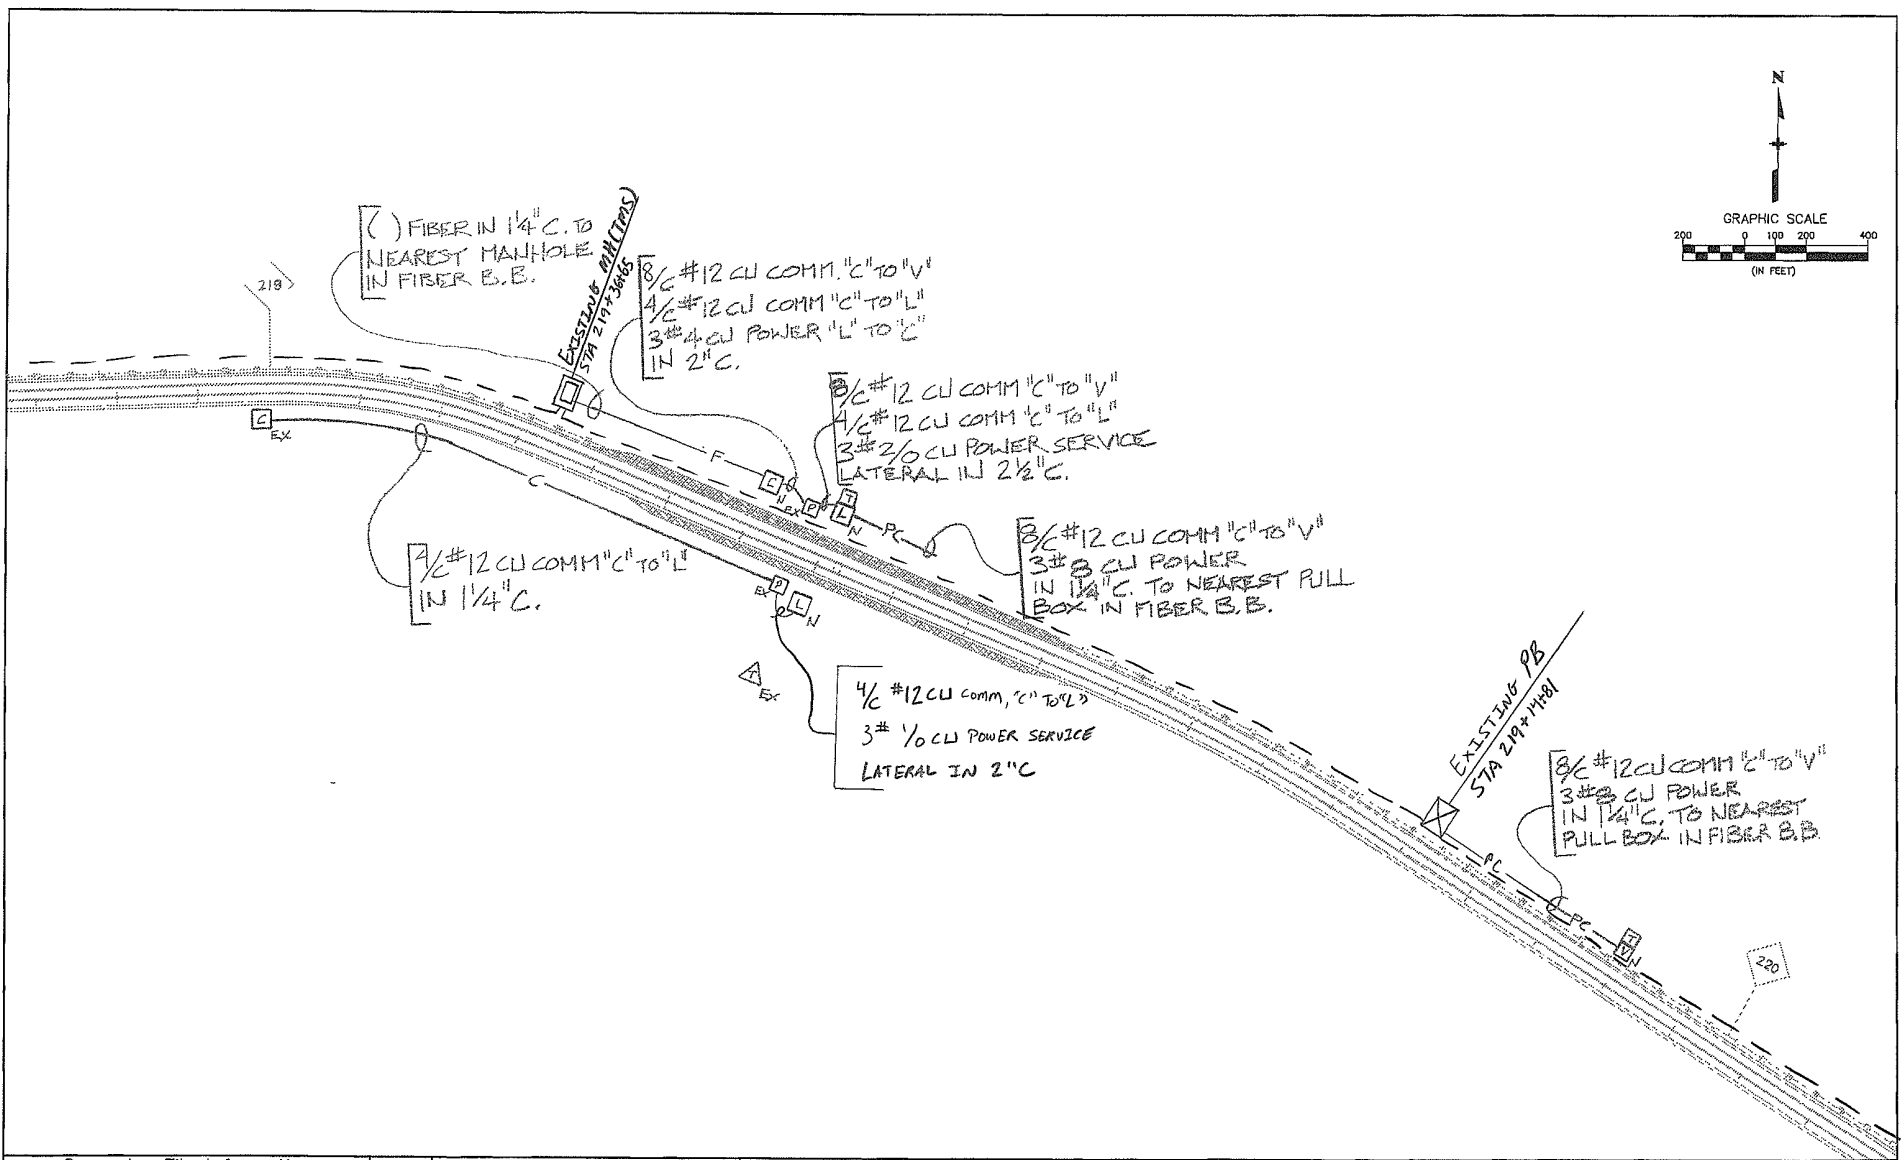 N
GRAPHIC SCALE
200 0 100 200 400
(IN FEET)
( ) FIBER IN 1¼" C. TO
NEAREST MANHOLE
IN FIBER B.B.
EXISTING MH (TMS)
STA 219+36+65
8/C #12 CU COMM. "C" TO "V"
4/C #12 CU COMM "C" TO "L"
3#4 CU POWER "L" TO "C"
IN 2" C.
8/C #12 CU COMM "C" TO "V"
4/C #12 CU COMM "C" TO "L"
3# 2/0 CU POWER SERVICE
LATERAL IN 2½" C.
219
C
EX
C
F
C
N
EX
P
T
L
N
PC
8/C #12 CU COMM "C" TO "V"
3# 8 CU POWER
IN 1¼" C. TO NEAREST PULL
BOX IN FIBER B.B.
4/C #12 CU COMM "C" TO "L"
IN 1¼" C.
P
EX
L
N
T
EX
4/C #12 CU COMM, "C" TO "L"
3# 1/0 CU POWER SERVICE
LATERAL IN 2" C
EXISTING PB
STA 219+14+81
8/C #12 CU COMM "C" TO "V"
3#8 CU POWER
IN 1¼" C. TO NEAREST
PULL BOX IN FIBER B.B.
PC
PC
T
V
N
220